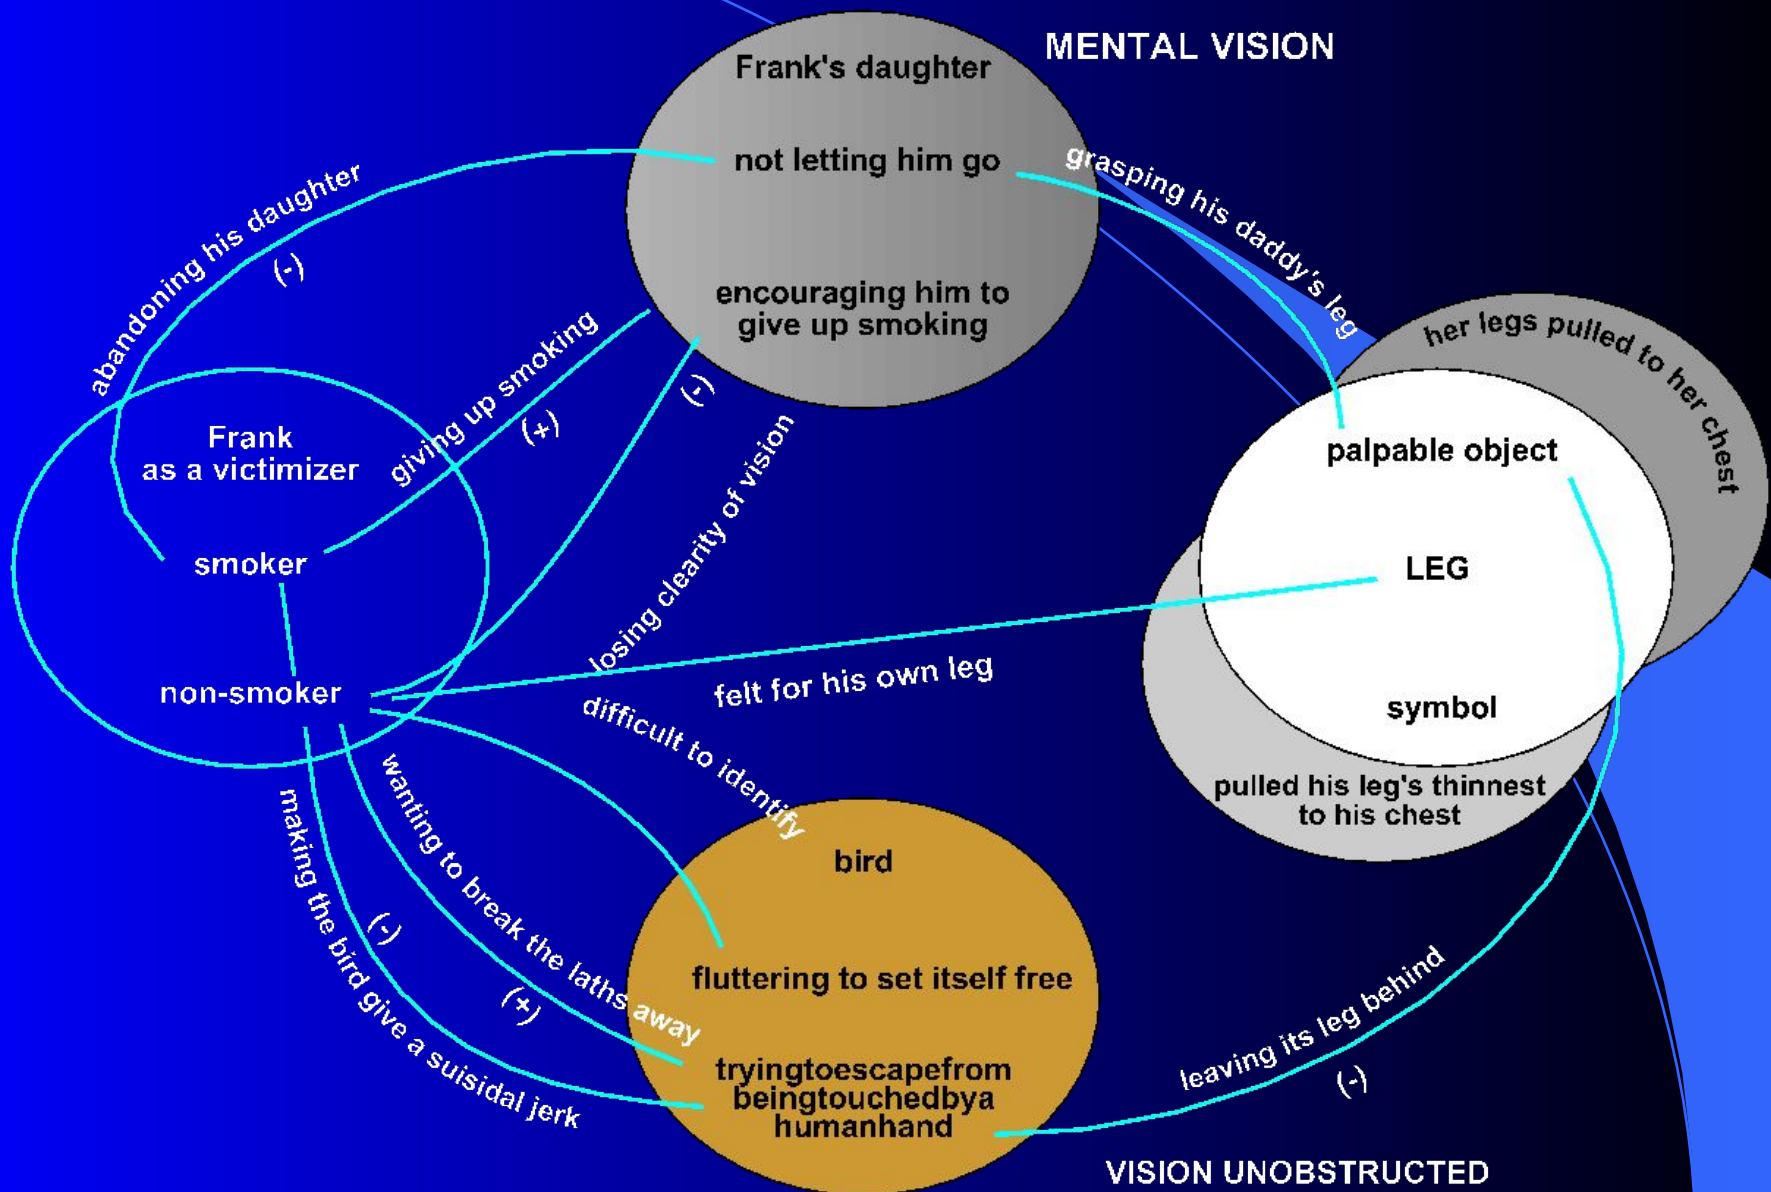 MENTAL VISION
Frank's daughter
not letting him go
encouraging him to
give up smoking
abandoning his daughter
(-)
grasping his daddy's leg
giving up smoking
(+)
(-)
losing clearity of vision
Frank
as a victimizer
smoker
non-smoker
her legs pulled to her chest
palpable object
LEG
symbol
pulled his leg's thinnest
to his chest
felt for his own leg
difficult to identify
wanting to break the laths away
(+)
making the bird give a suisidal jerk
(-)
bird
fluttering to set itself free
tryingtoescapefrom
beingtouchedbya
humanhand
leaving its leg behind
(-)
VISION UNOBSTRUCTED